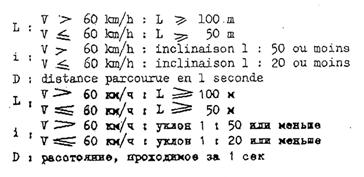 L : V > 60 km/h : L ⩾ 100 m
V ⩽ 60 km/h : L ⩾ 50 m
i : V > 60 km/h : inclinaison 1 : 50 ou moins
V ⩽ 60 km/h : inclinaison 1 : 20 ou moins
D : distance parcourue en 1 seconde
L : V > 60 км/ч : L ⩾ 100 м
V ⩽ 60 км/ч : L ⩾ 50 м
i : V > 60 км/ч : уклон 1 : 50 или меньше
V ⩽ 60 км/ч : уклон 1 : 20 или меньше
D : расстояние, проходимое за 1 сек